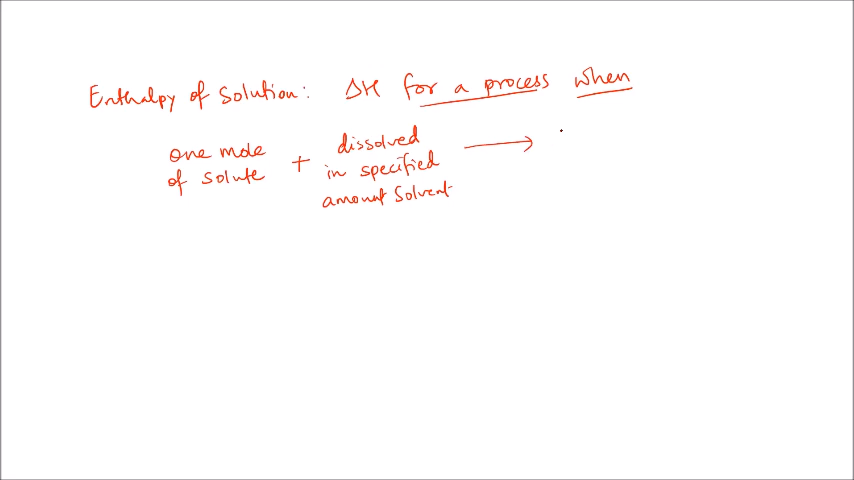 Enthalpy of Solution: ΔH for a process when
one mole
of solute
+
dissolved
in specified
amount Solvent